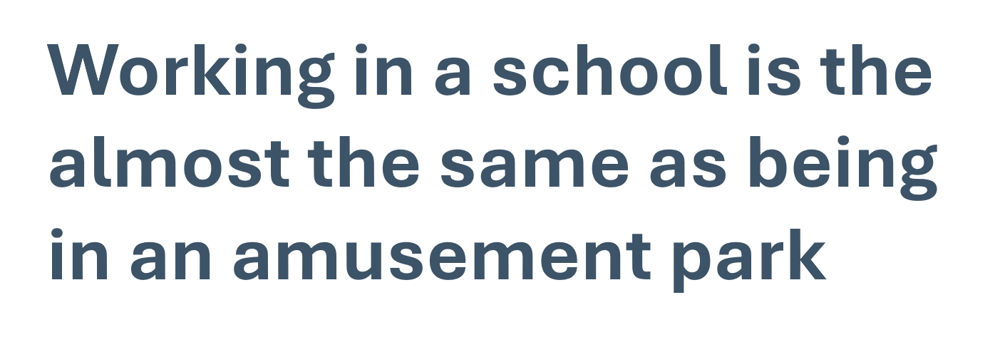 Working in a school is the
almost the same as being
in an amusement park